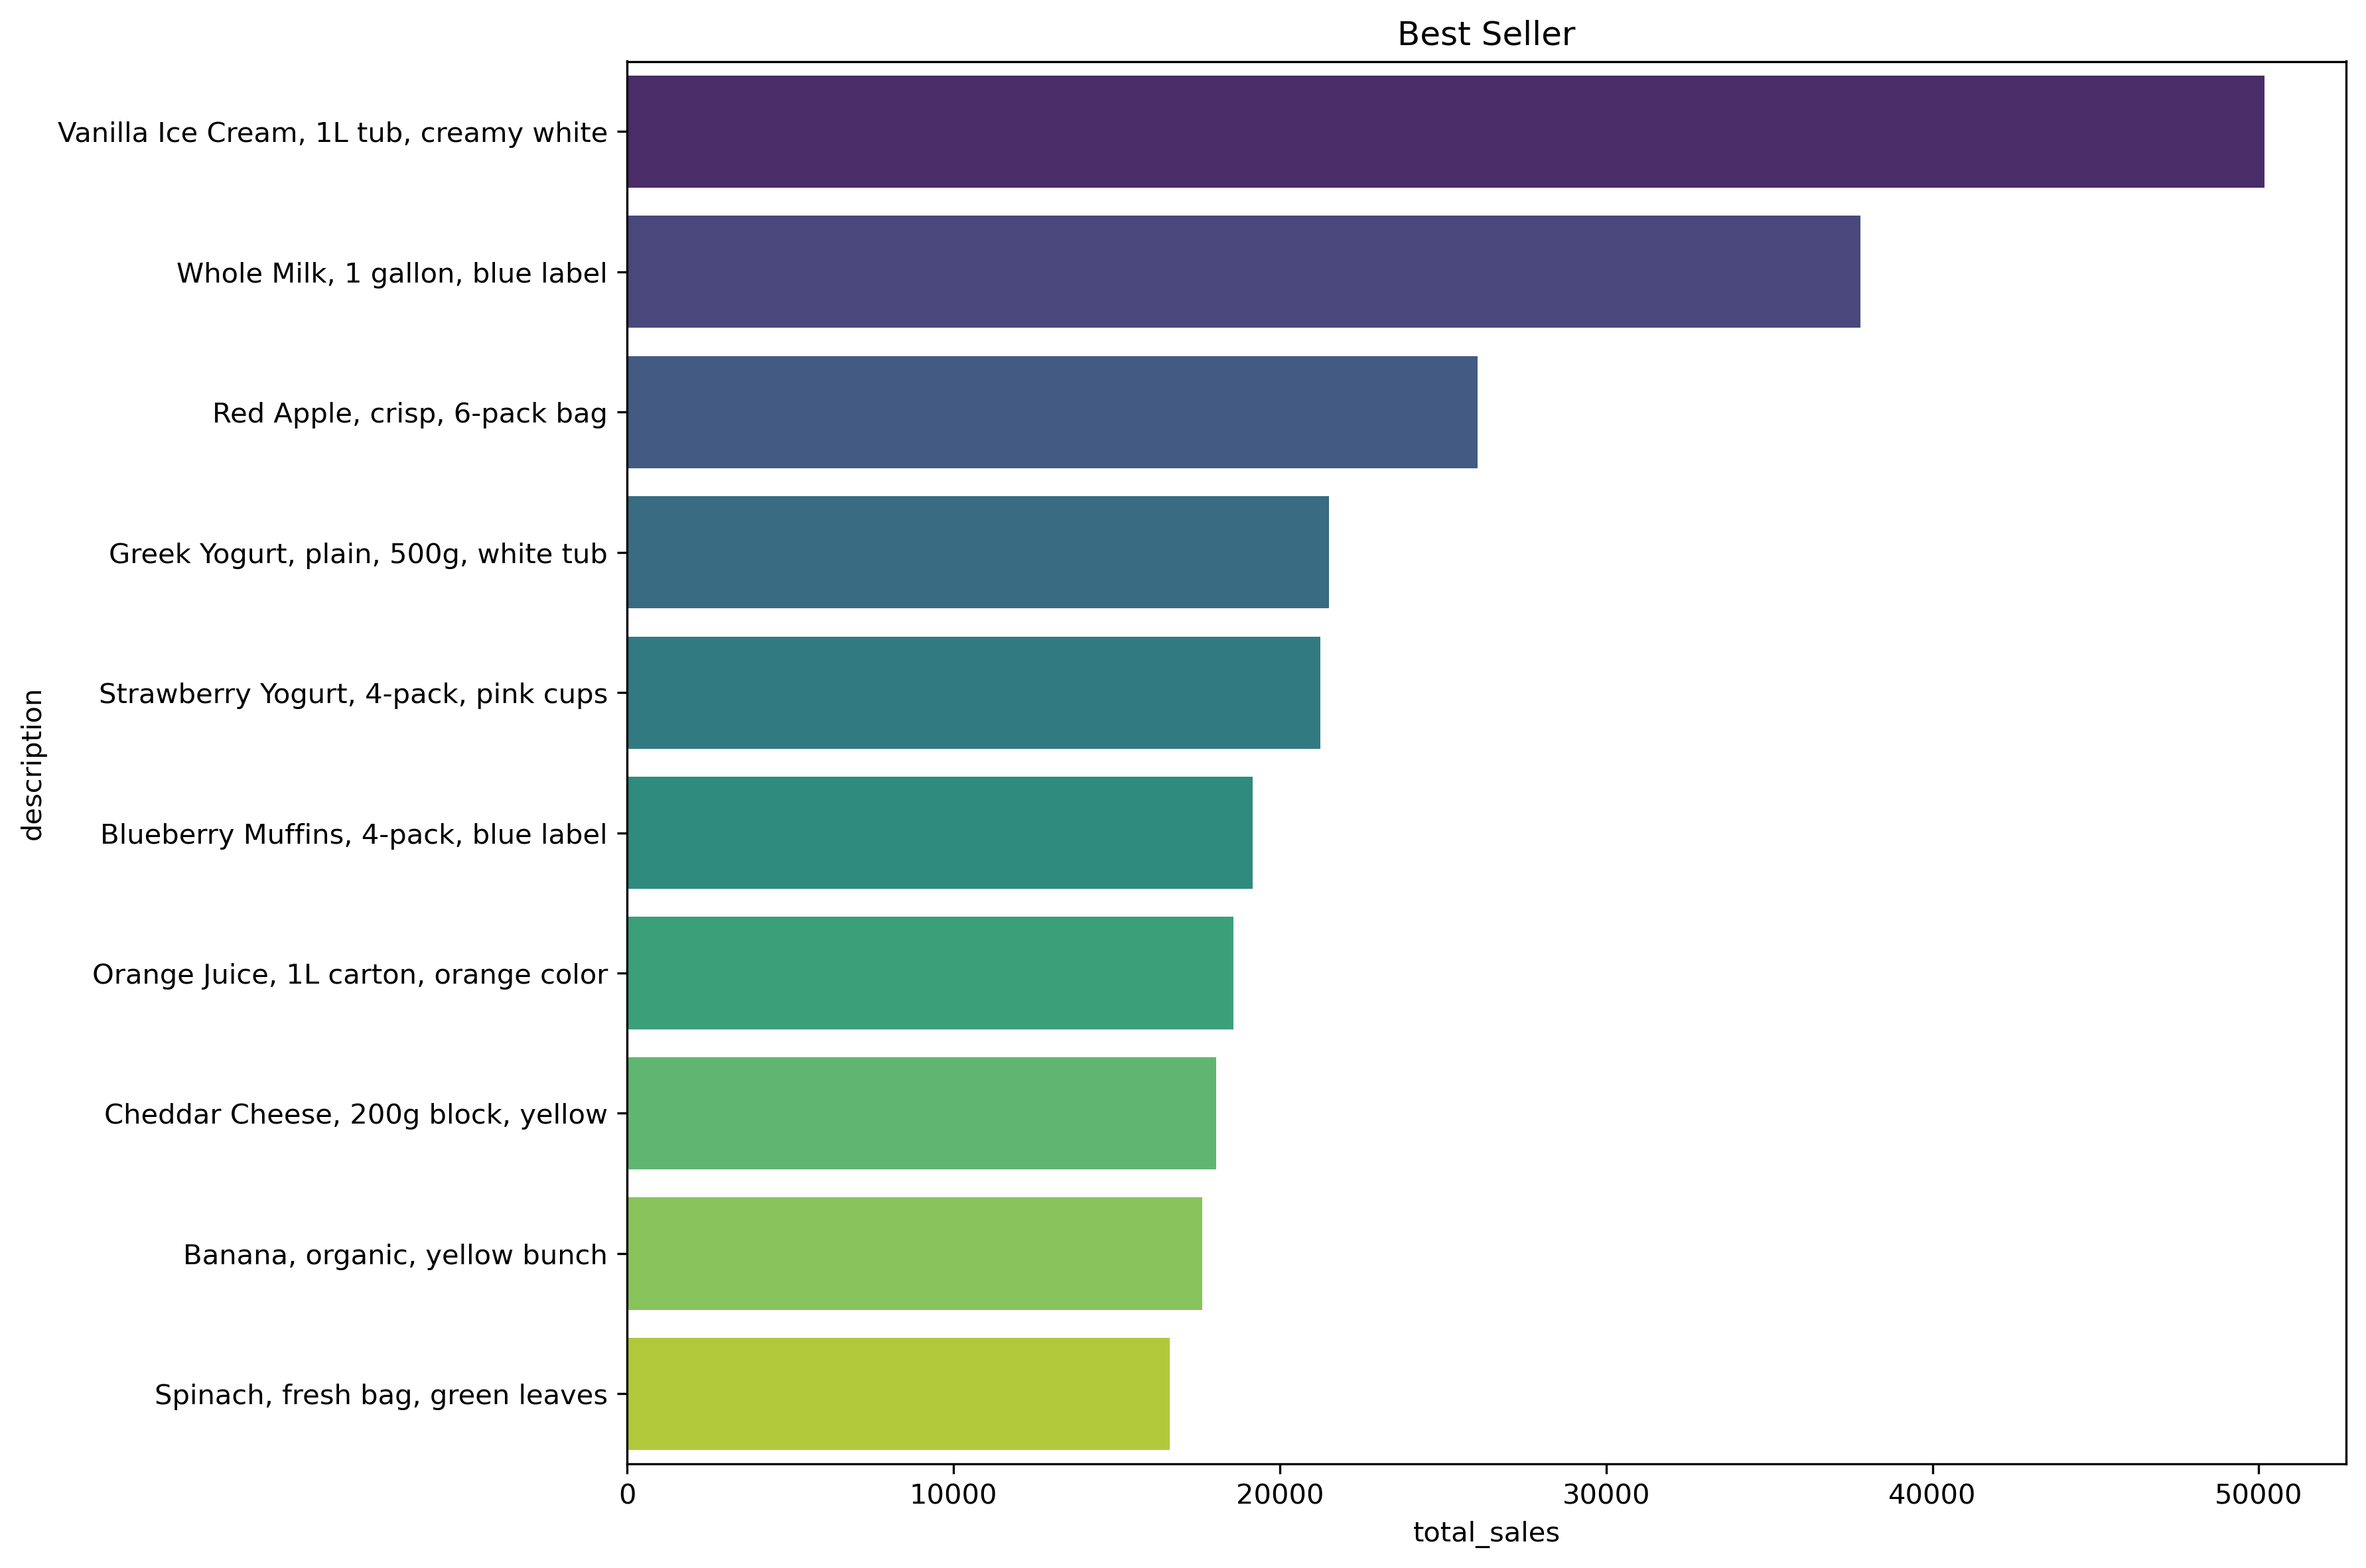 Best Seller
Vanilla Ice Cream, 1L tub, creamy white
Whole Milk, 1 gallon, blue label
Red Apple, crisp, 6-pack bag
Greek Yogurt, plain, 500g, white tub
Strawberry Yogurt, 4-pack, pink cups
Blueberry Muffins, 4-pack, blue label
Orange Juice, 1L carton, orange color
Cheddar Cheese, 200g block, yellow
Banana, organic, yellow bunch
Spinach, fresh bag, green leaves
description
0 10000 20000 30000 40000 50000
total_sales